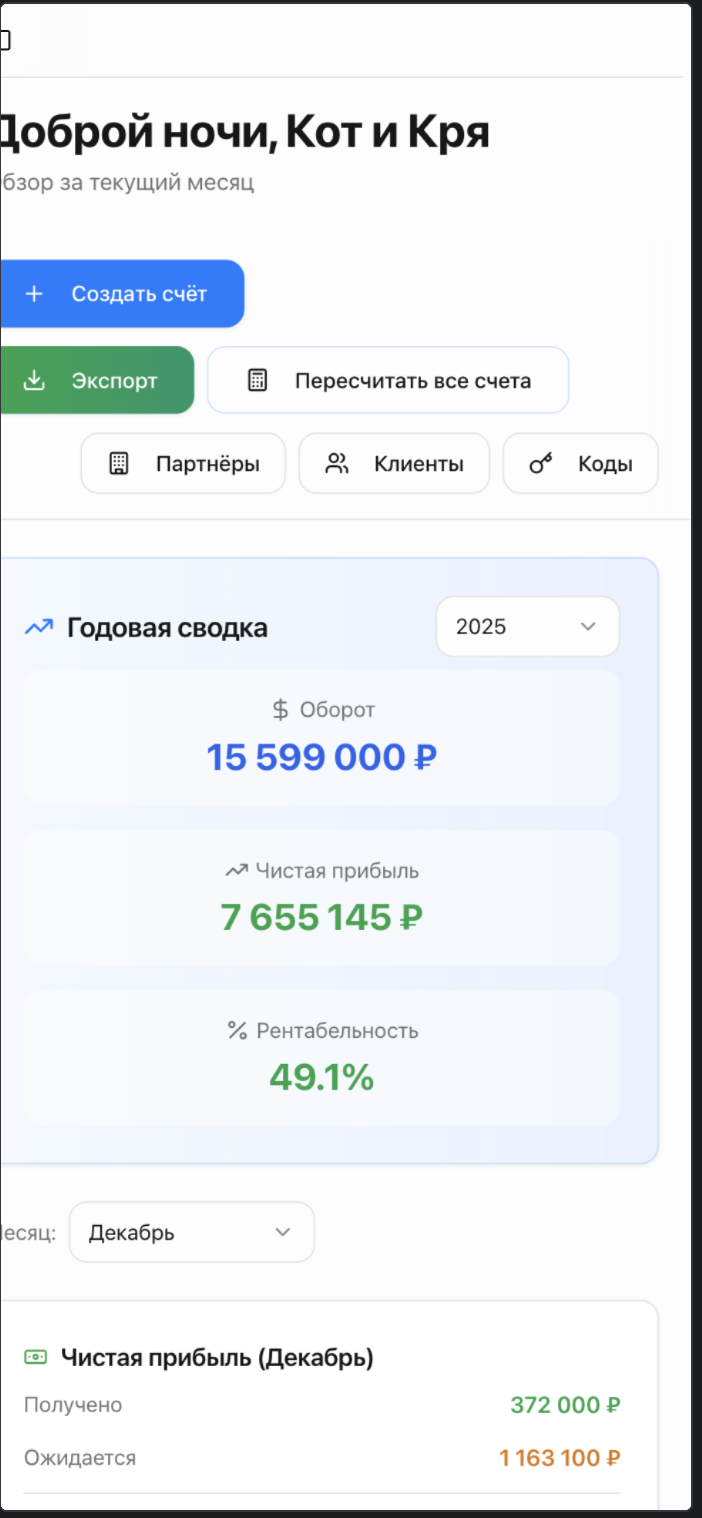 Доброй ночи, Кот и Кря
бзор за текущий месяц
Создать счёт
Экспорт
Пересчитать все счета
Партнёры
Клиенты
Коды
Годовая сводка
2025
$ Оборот
15 599 000 ₽
Чистая прибыль
7 655 145 ₽
% Рентабельность
49.1%
есяц:
Декабрь
Чистая прибыль (Декабрь)
Получено
372 000 ₽
Ожидается
1 163 100 ₽